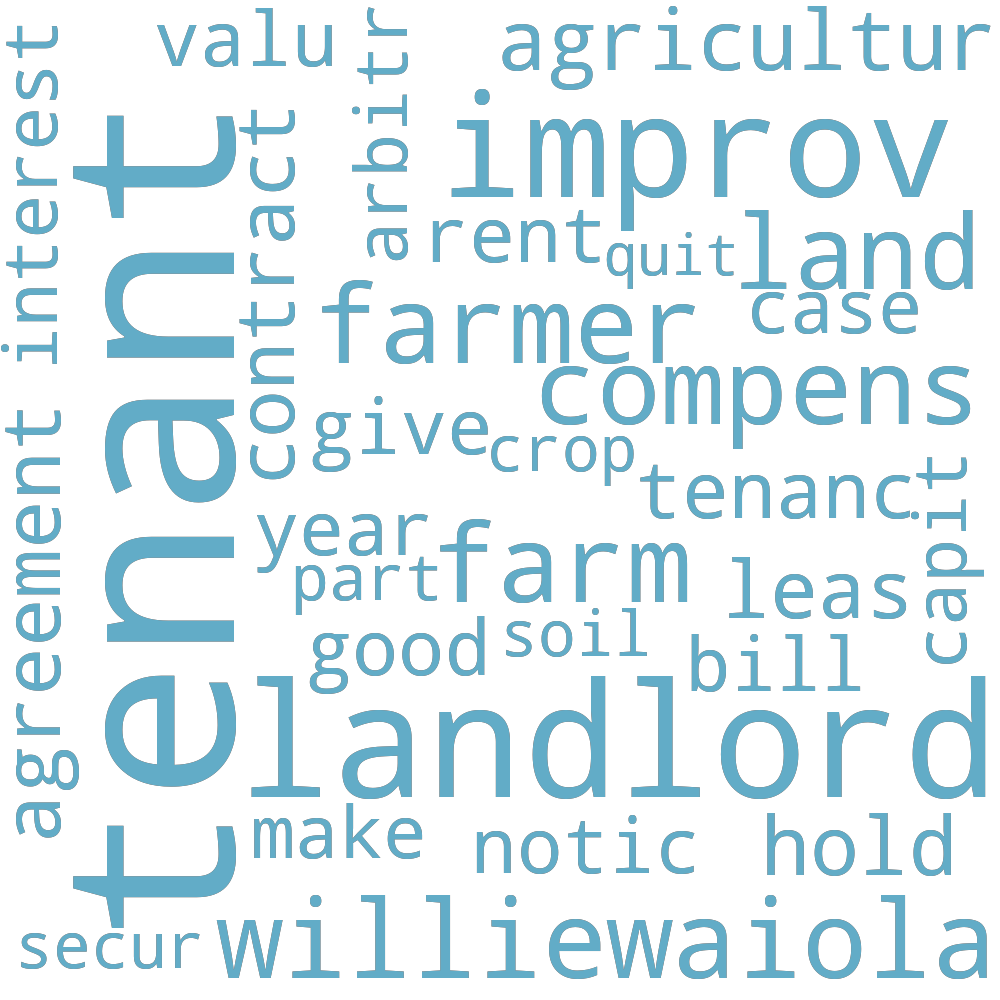 valu
agricultur
interest
arbitr
tenant
contract
improv
rent
quit
land
farmer
case
compens
give
crop
agreement
tenanc
capit
year
farm
part
leas
good
soil
bill
landlord
make
notic
hold
secur
williewaiola